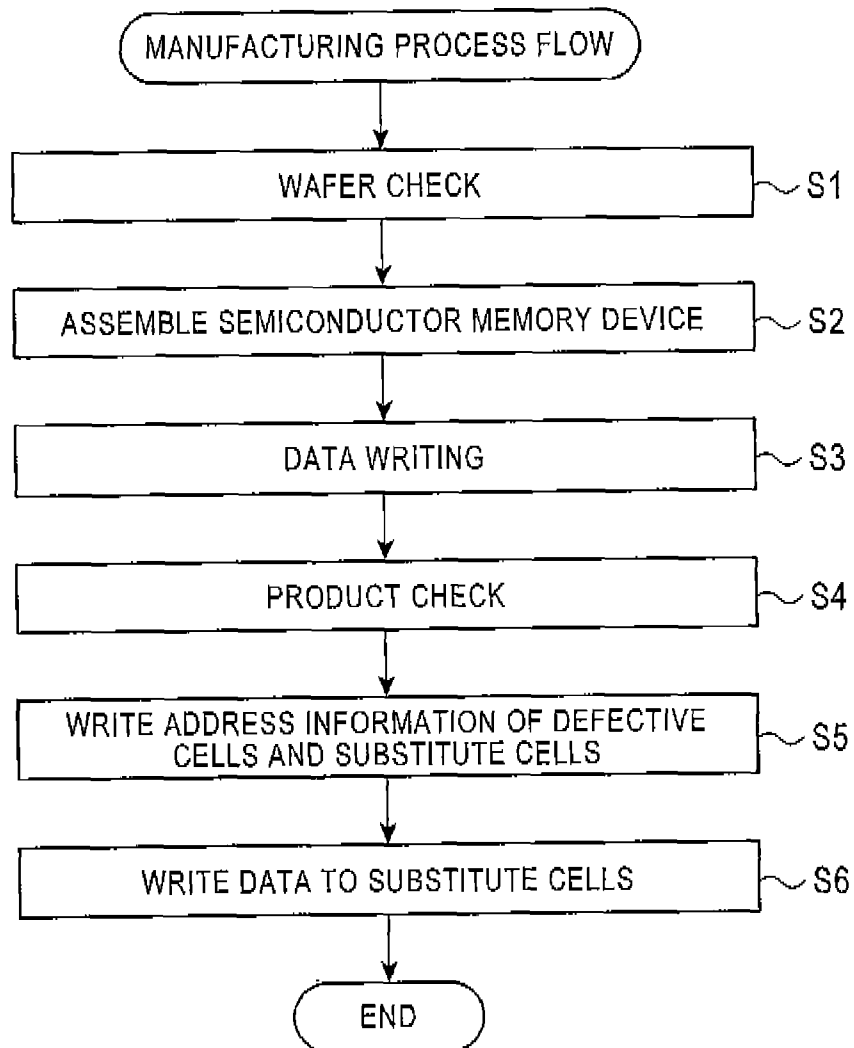 MANUFACTURING PROCESS FLOW
WAFER CHECK
S1
ASSEMBLE SEMICONDUCTOR MEMORY DEVICE
S2
DATA WRITING
S3
PRODUCT CHECK
S4
WRITE ADDRESS INFORMATION OF DEFECTIVE
CELLS AND SUBSTITUTE CELLS
S5
WRITE DATA TO SUBSTITUTE CELLS
S6
END